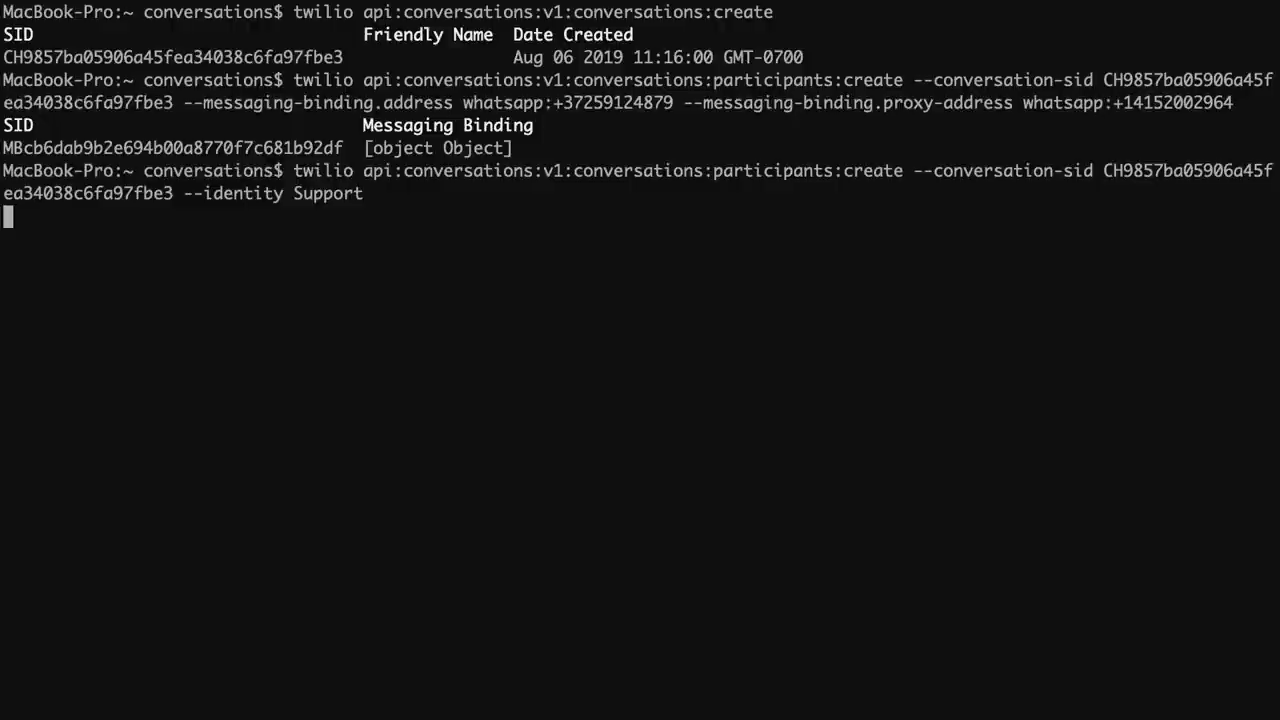 MacBook-Pro:~ conversations$ twilio api:conversations:v1:conversations:create
SID Friendly Name Date Created
CH9857ba05906a45fea34038c6fa97fbe3 Aug 06 2019 11:16:00 GMT-0700
MacBook-Pro:~ conversations$ twilio api:conversations:v1:conversations:participants:create --conversation-sid CH9857ba05906a45f
ea34038c6fa97fbe3 --messaging-binding.address whatsapp:+37259124879 --messaging-binding.proxy-address whatsapp:+14152002964
SID Messaging Binding
MBcb6dab9b2e694b00a8770f7c681b92df [object Object]
MacBook-Pro:~ conversations$ twilio api:conversations:v1:conversations:participants:create --conversation-sid CH9857ba05906a45f
ea34038c6fa97fbe3 --identity Support